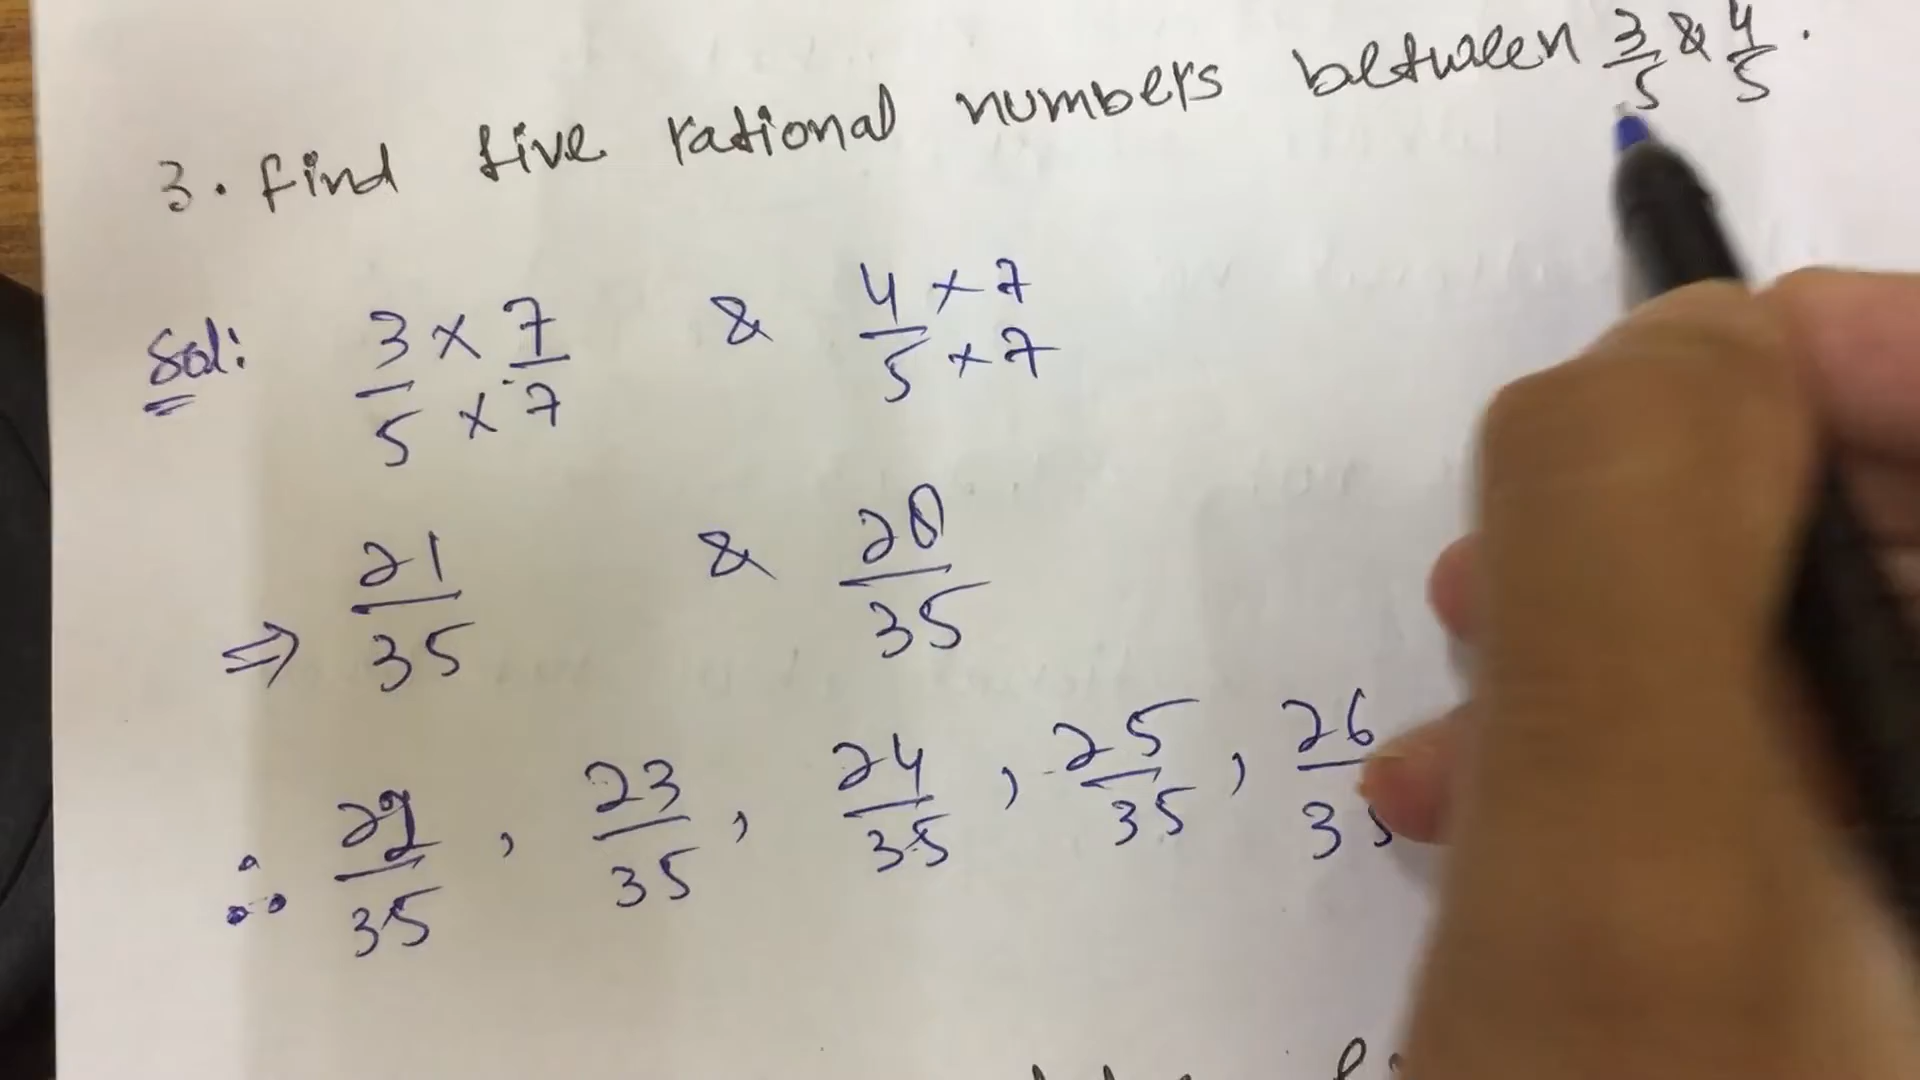 3. find five rational numbers between 3/5 & 4/5.
Sol: 3/5 × 7/7 & 4/5 × 7/7
⇒ 21/35 & 28/35
∴ 22/35, 23/35, 24/35, 25/35, 26/35